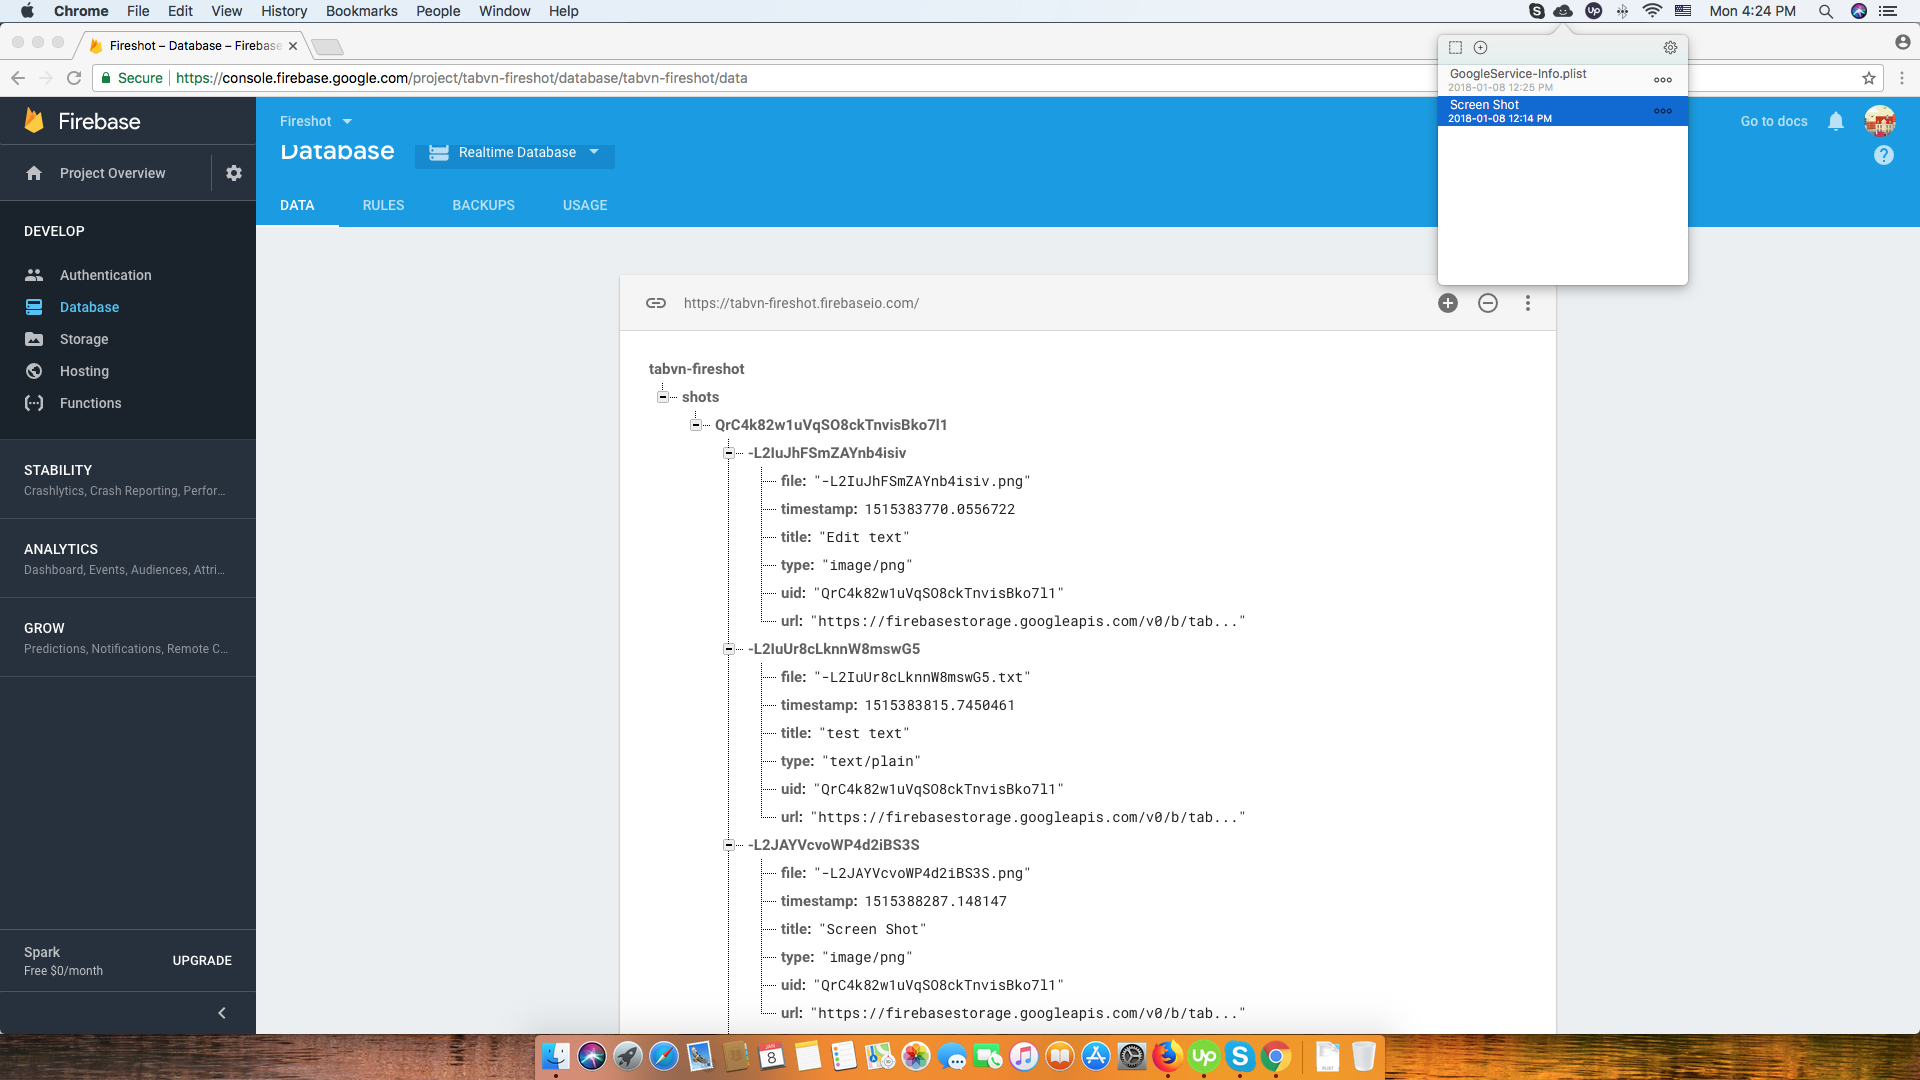 Chrome File Edit View History Bookmarks People Window Help
Mon 4:24 PM
Fireshot – Database – Firebase
Secure https://console.firebase.google.com/project/tabvn-fireshot/database/tabvn-fireshot/data
GoogleService-Info.plist
2018-01-08 12:25 PM
Screen Shot
2018-01-08 12:14 PM
Firebase
Project Overview
DEVELOP
Authentication
Database
Storage
Hosting
Functions
STABILITY
Crashlytics, Crash Reporting, Perfor...
ANALYTICS
Dashboard, Events, Audiences, Attri...
GROW
Predictions, Notifications, Remote C...
Spark
Free $0/month
UPGRADE
Fireshot
Go to docs
Database
Realtime Database
DATA RULES BACKUPS USAGE
https://tabvn-fireshot.firebaseio.com/
tabvn-fireshot
shots
QrC4k82w1uVqSO8ckTnvisBko7l1
-L2IuJhFSmZAYnb4isiv
file: "-L2IuJhFSmZAYnb4isiv.png"
timestamp: 1515383770.0556722
title: "Edit text"
type: "image/png"
uid: "QrC4k82w1uVqSO8ckTnvisBko7l1"
url: "https://firebasestorage.googleapis.com/v0/b/tab..."
-L2IuUr8cLknnW8mswG5
file: "-L2IuUr8cLknnW8mswG5.txt"
timestamp: 1515383815.7450461
title: "test text"
type: "text/plain"
uid: "QrC4k82w1uVqSO8ckTnvisBko7l1"
url: "https://firebasestorage.googleapis.com/v0/b/tab..."
-L2JAYVcvoWP4d2iBS3S
file: "-L2JAYVcvoWP4d2iBS3S.png"
timestamp: 1515388287.148147
title: "Screen Shot"
type: "image/png"
uid: "QrC4k82w1uVqSO8ckTnvisBko7l1"
url: "https://firebasestorage.googleapis.com/v0/b/tab..."
JAN
8
up